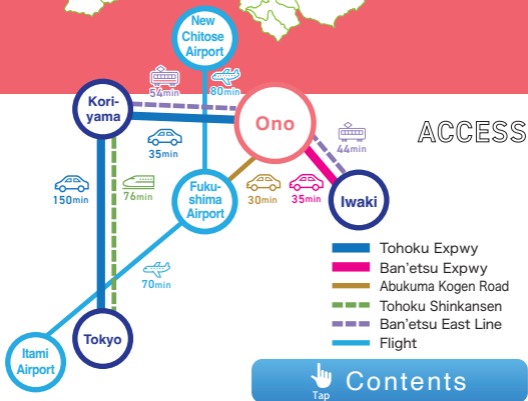 New
Chitose
Airport
54min
80min
Kori-
yama
Ono
ACCESS
35min
44min
150min
76min
Fuku-
shima
Airport
30min
35min
Iwaki
70min
Tohoku Expwy
Ban'etsu Expwy
Abukuma Kogen Road
Tohoku Shinkansen
Ban'etsu East Line
Flight
Tokyo
Itami
Airport
Tap
Contents